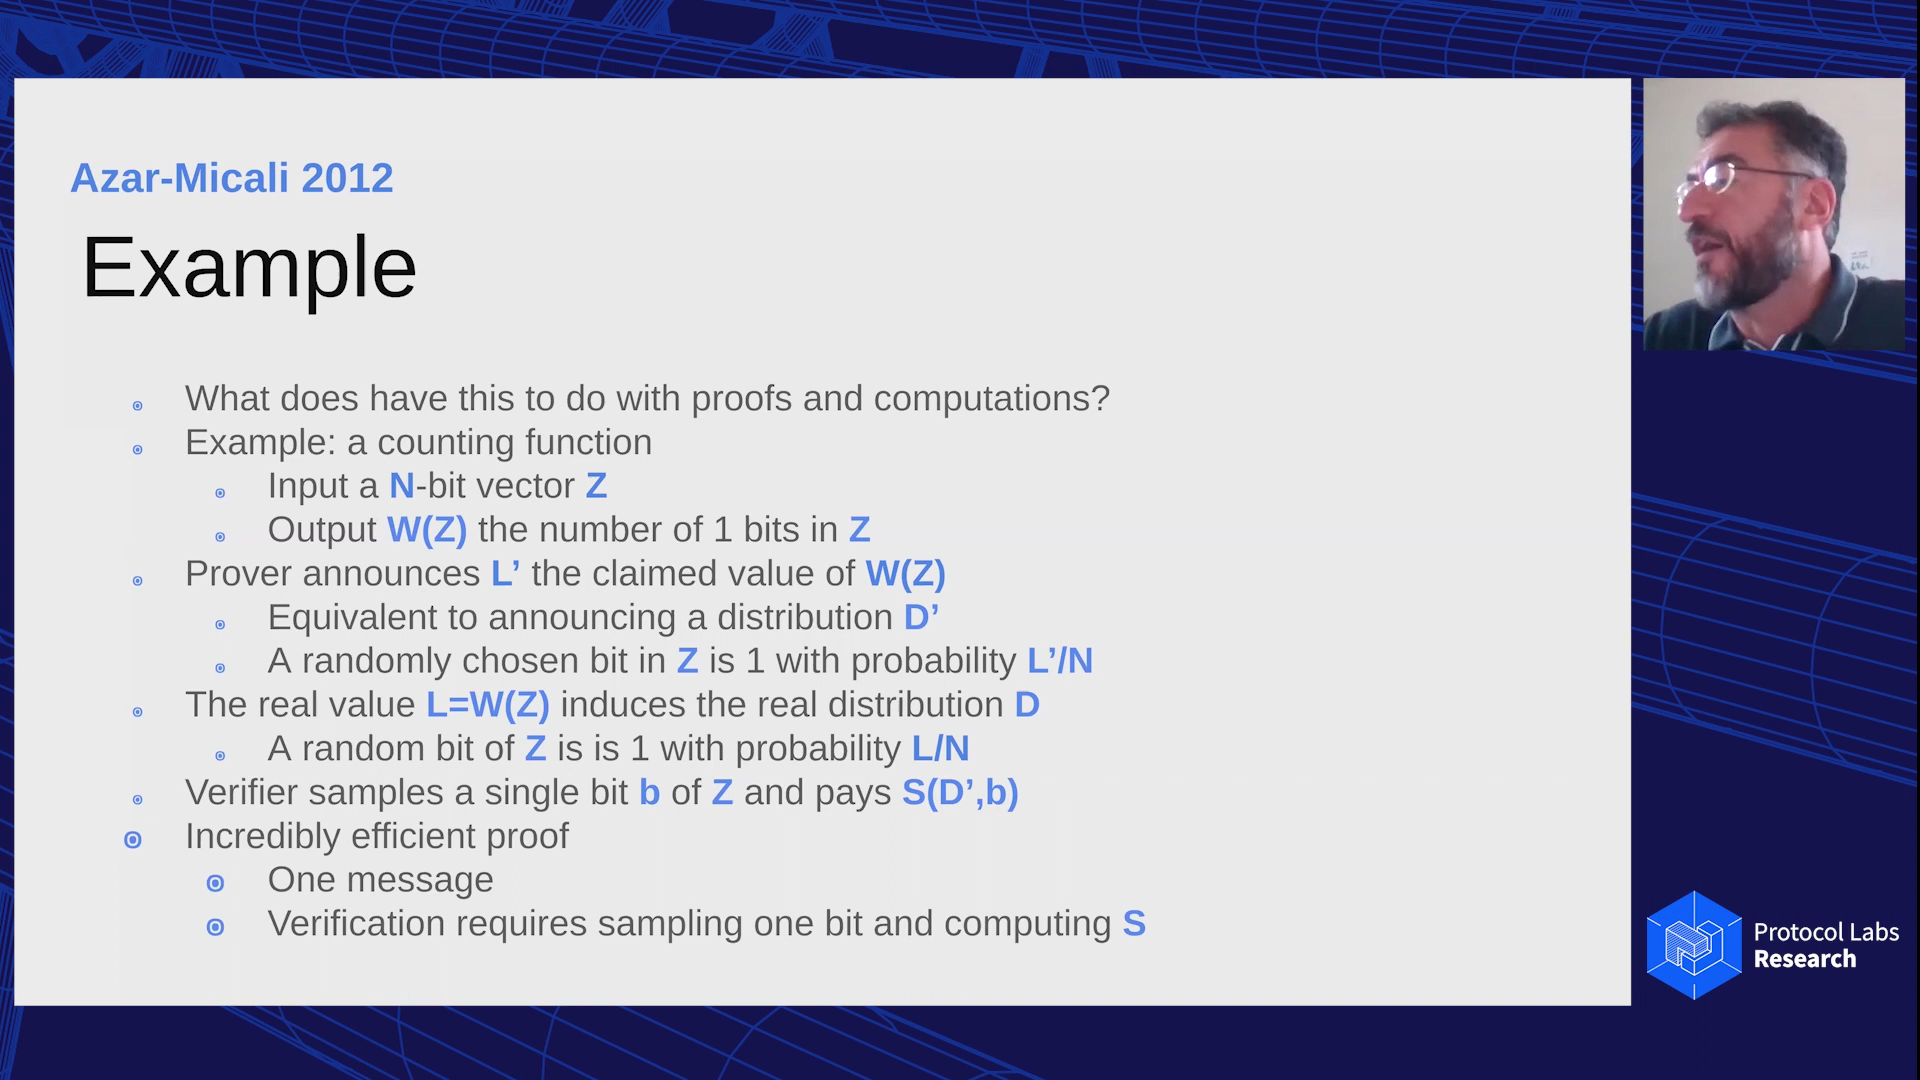 Azar-Micali 2012
Example
What does have this to do with proofs and computations?
Example: a counting function
Input a N-bit vector Z
Output W(Z) the number of 1 bits in Z
Prover announces L’ the claimed value of W(Z)
Equivalent to announcing a distribution D’
A randomly chosen bit in Z is 1 with probability L’/N
The real value L=W(Z) induces the real distribution D
A random bit of Z is is 1 with probability L/N
Verifier samples a single bit b of Z and pays S(D’,b)
Incredibly efficient proof
One message
Verification requires sampling one bit and computing S
Protocol Labs
Research